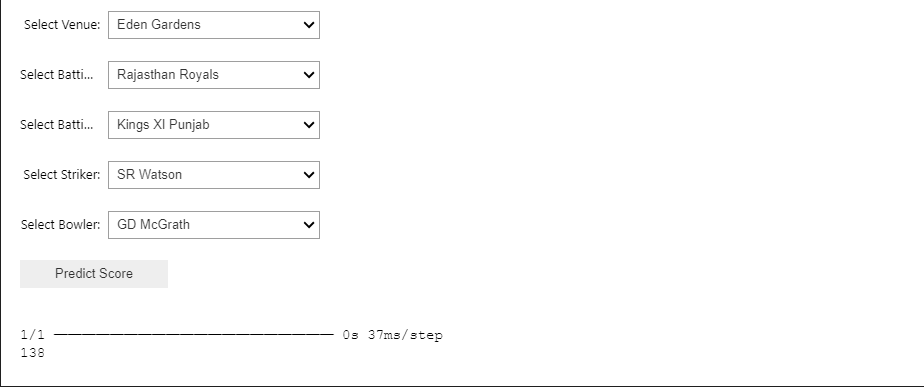 Select Venue: Eden Gardens
Select Batti... Rajasthan Royals
Select Batti... Kings XI Punjab
Select Striker: SR Watson
Select Bowler: GD McGrath
Predict Score
1/1 ━━━━━━━━━━━━━━━━━━━━ 0s 37ms/step
138